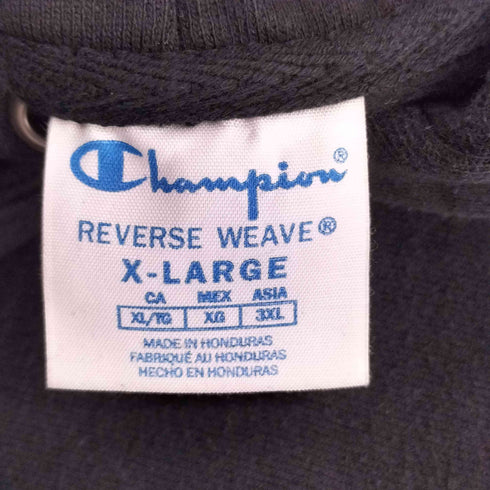 Champion®
REVERSE WEAVE®
X-LARGE
CA MEX ASIA
XL/TG XG 3XL
MADE IN HONDURAS
FABRIQUÉ AU HONDURAS
HECHO EN HONDURAS